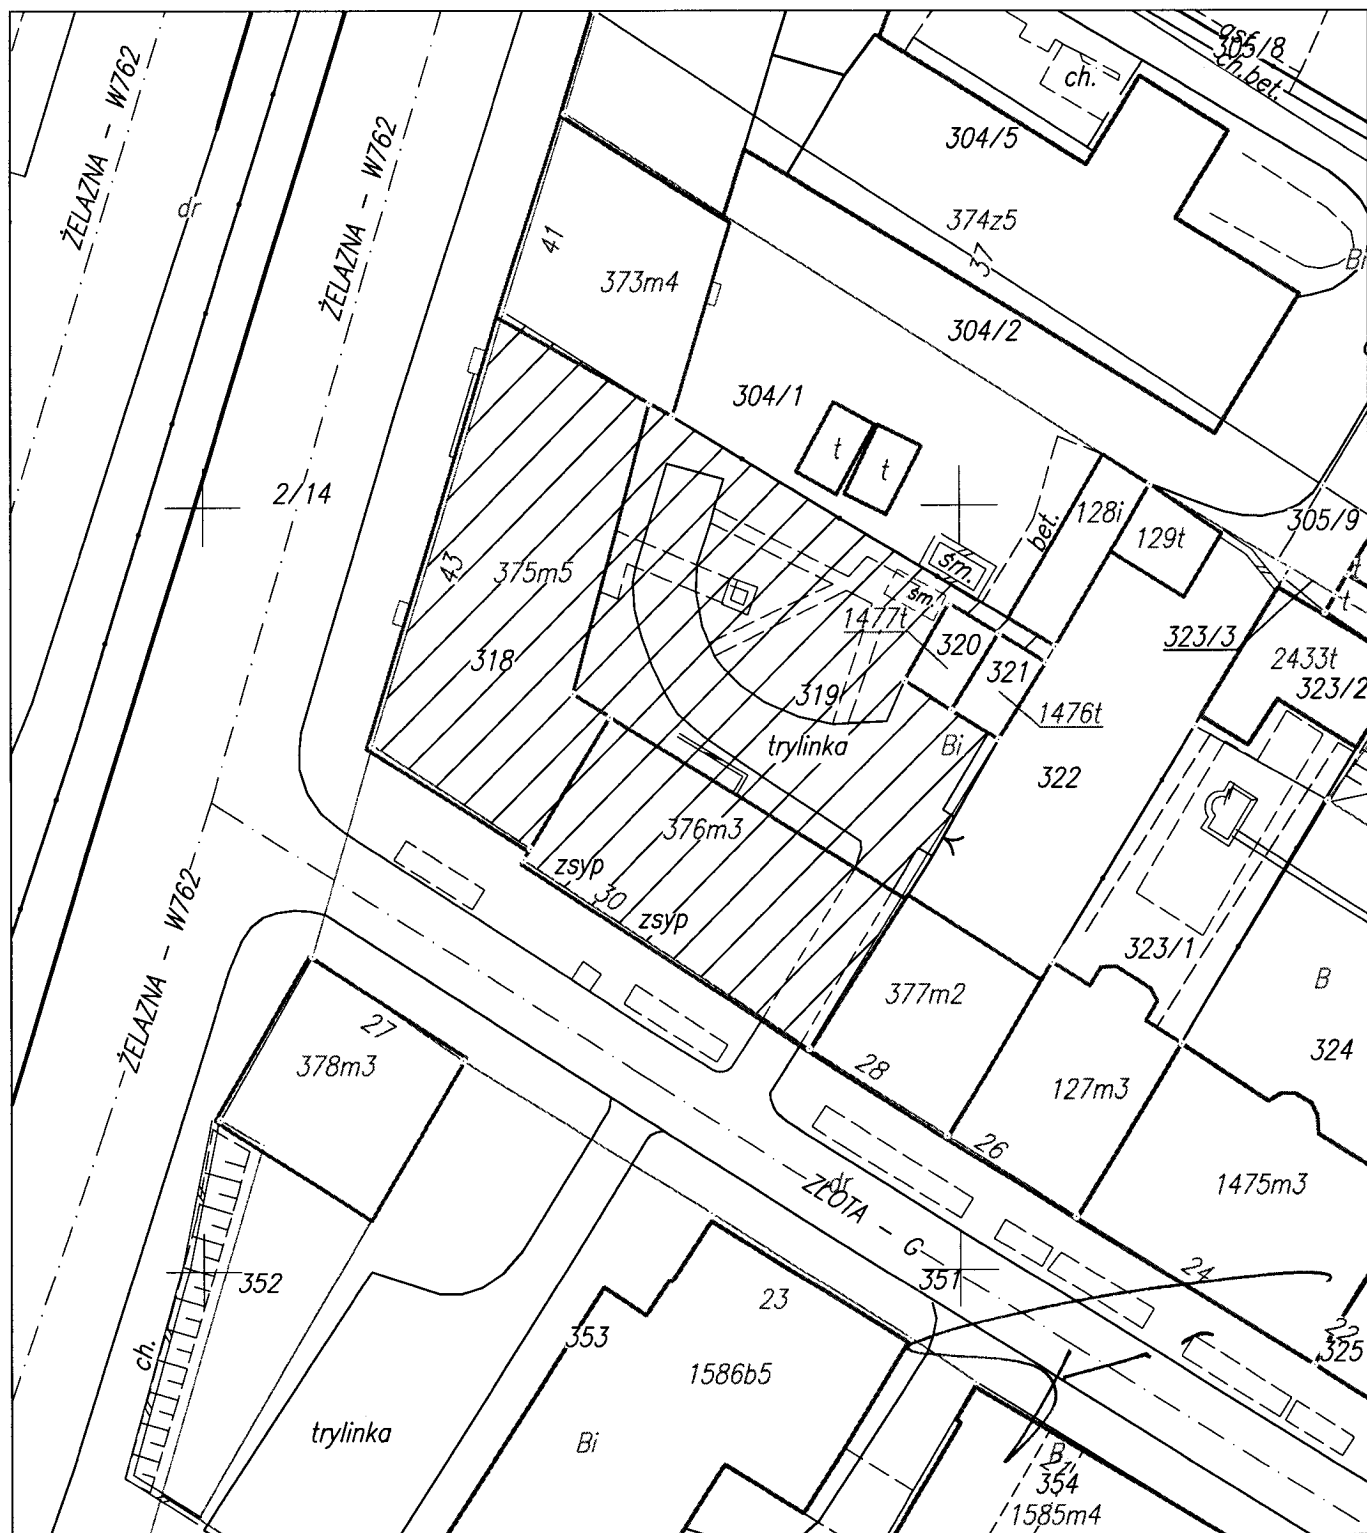 ŻELAZNA - W762
ŻELAZNA - W762
dr
305/8
ch.bet.
ch.
304/5
374z5
37
Bi
304/2
41
373m4
304/1
t
t
2/14
43
375m5
318
bet.
128i
129t
305/9
t
śm.
śm.
1477t
320
321
1476t
323/3
2433t
323/2
319
trylinka
Bi
322
376m3
zsyp
30
zsyp
ŻELAZNA - W762
377m2
28
323/1
B
324
27
378m3
127m3
26
1475m3
dr
ZŁOTA - G
351
24
352
ch.
23
353
1586b5
22
325
trylinka
Bi
B
354
1585m4